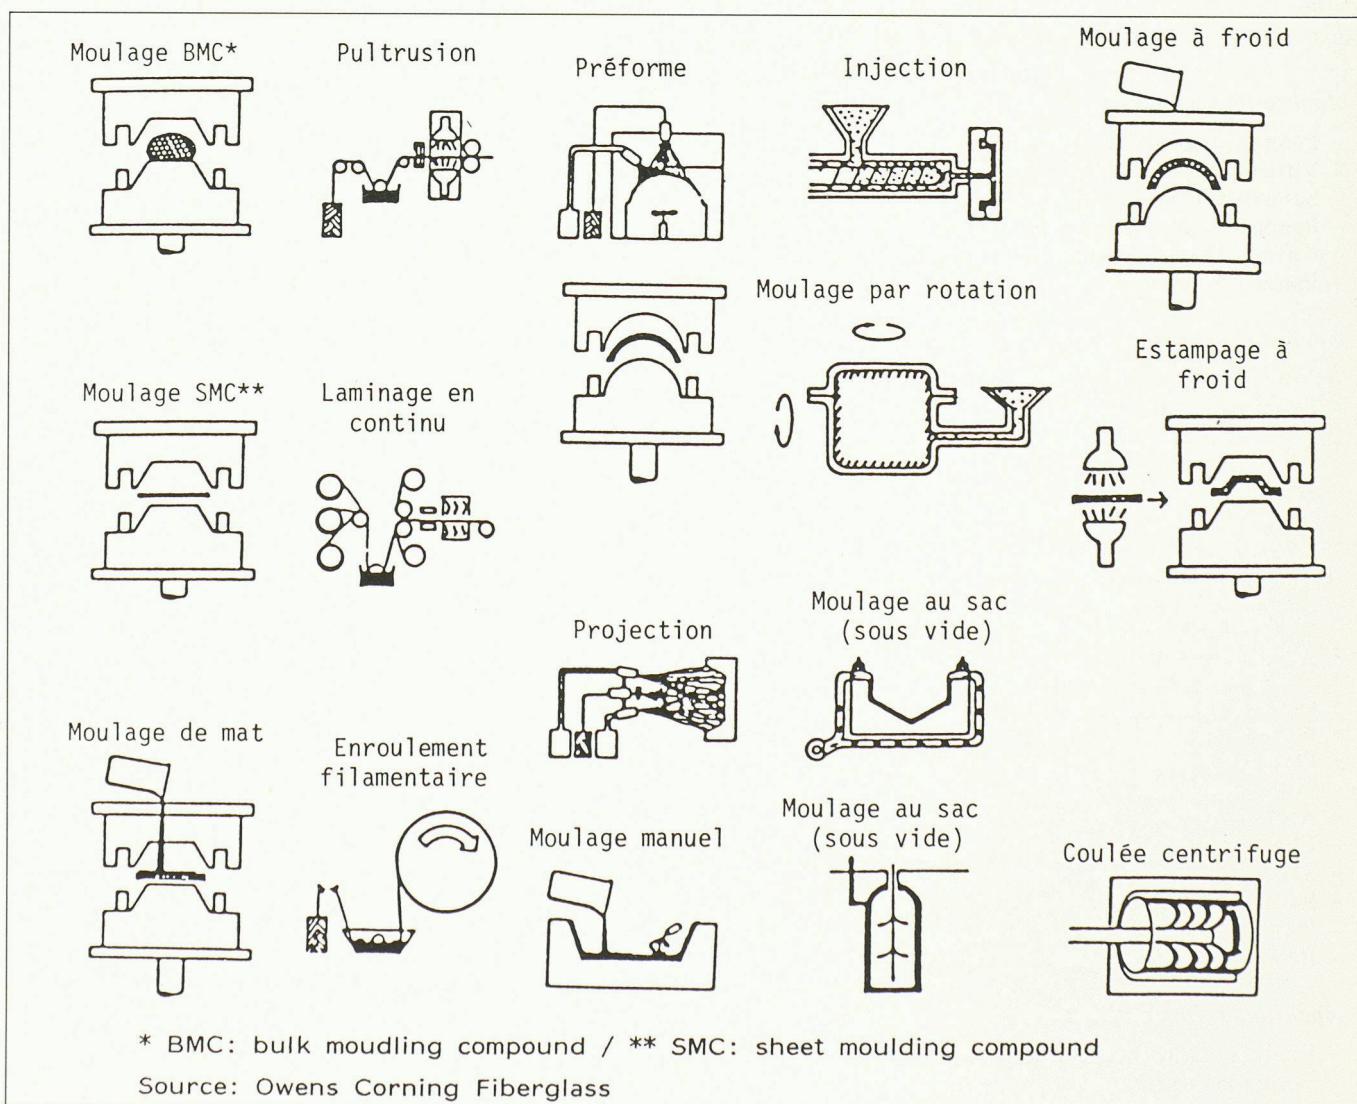 Moulage BMC*
Pultrusion
Préforme
Injection
Moulage à froid
Moulage par rotation
Estampage à
froid
Moulage SMC**
Laminage en
continu
Projection
Moulage au sac
(sous vide)
Moulage de mat
Enroulement
filamentaire
Moulage manuel
Moulage au sac
(sous vide)
Coulée centrifuge
* BMC: bulk moudling compound / ** SMC: sheet moulding compound
Source: Owens Corning Fiberglass